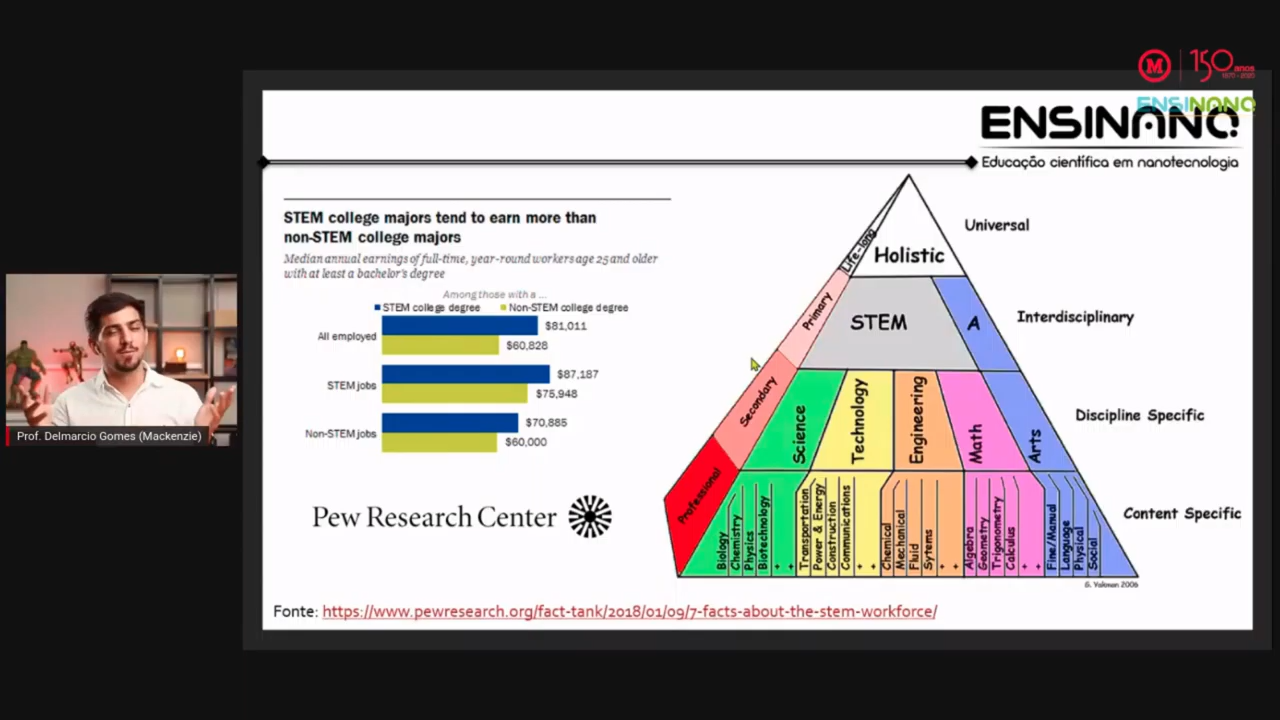 M 150 anos
1870-2020
ENSINANO
ENSINANO
Educação científica em nanotecnologia
STEM college majors tend to earn more than
non-STEM college majors
Median annual earnings of full-time, year-round workers age 25 and older
with at least a bachelor's degree
Among those with a ...
STEM college degree Non-STEM college degree
All employed
$81,011
$60,828
STEM jobs
$87,187
$75,948
Non-STEM jobs
$70,885
$60,000
Pew Research Center
Universal
Life-long
Holistic
Primary
STEM
A
Interdisciplinary
Secondary
Science
Technology
Engineering
Math
Arts
Discipline Specific
Professional
Biology
Chemistry
Physics
Biotechnology
+ +
Transportation
Power & Energy
Construction
Communications
+ +
Chemical
Mechanical
Fluid
Sytems
+ +
Algebra
Geometry
Trigonometry
Calculus
+ +
Fine/Manual
Language
Physical
Social
Content Specific
G. Yakman 2006
Prof. Delmarcio Gomes (Mackenzie)
Fonte: https://www.pewresearch.org/fact-tank/2018/01/09/7-facts-about-the-stem-workforce/